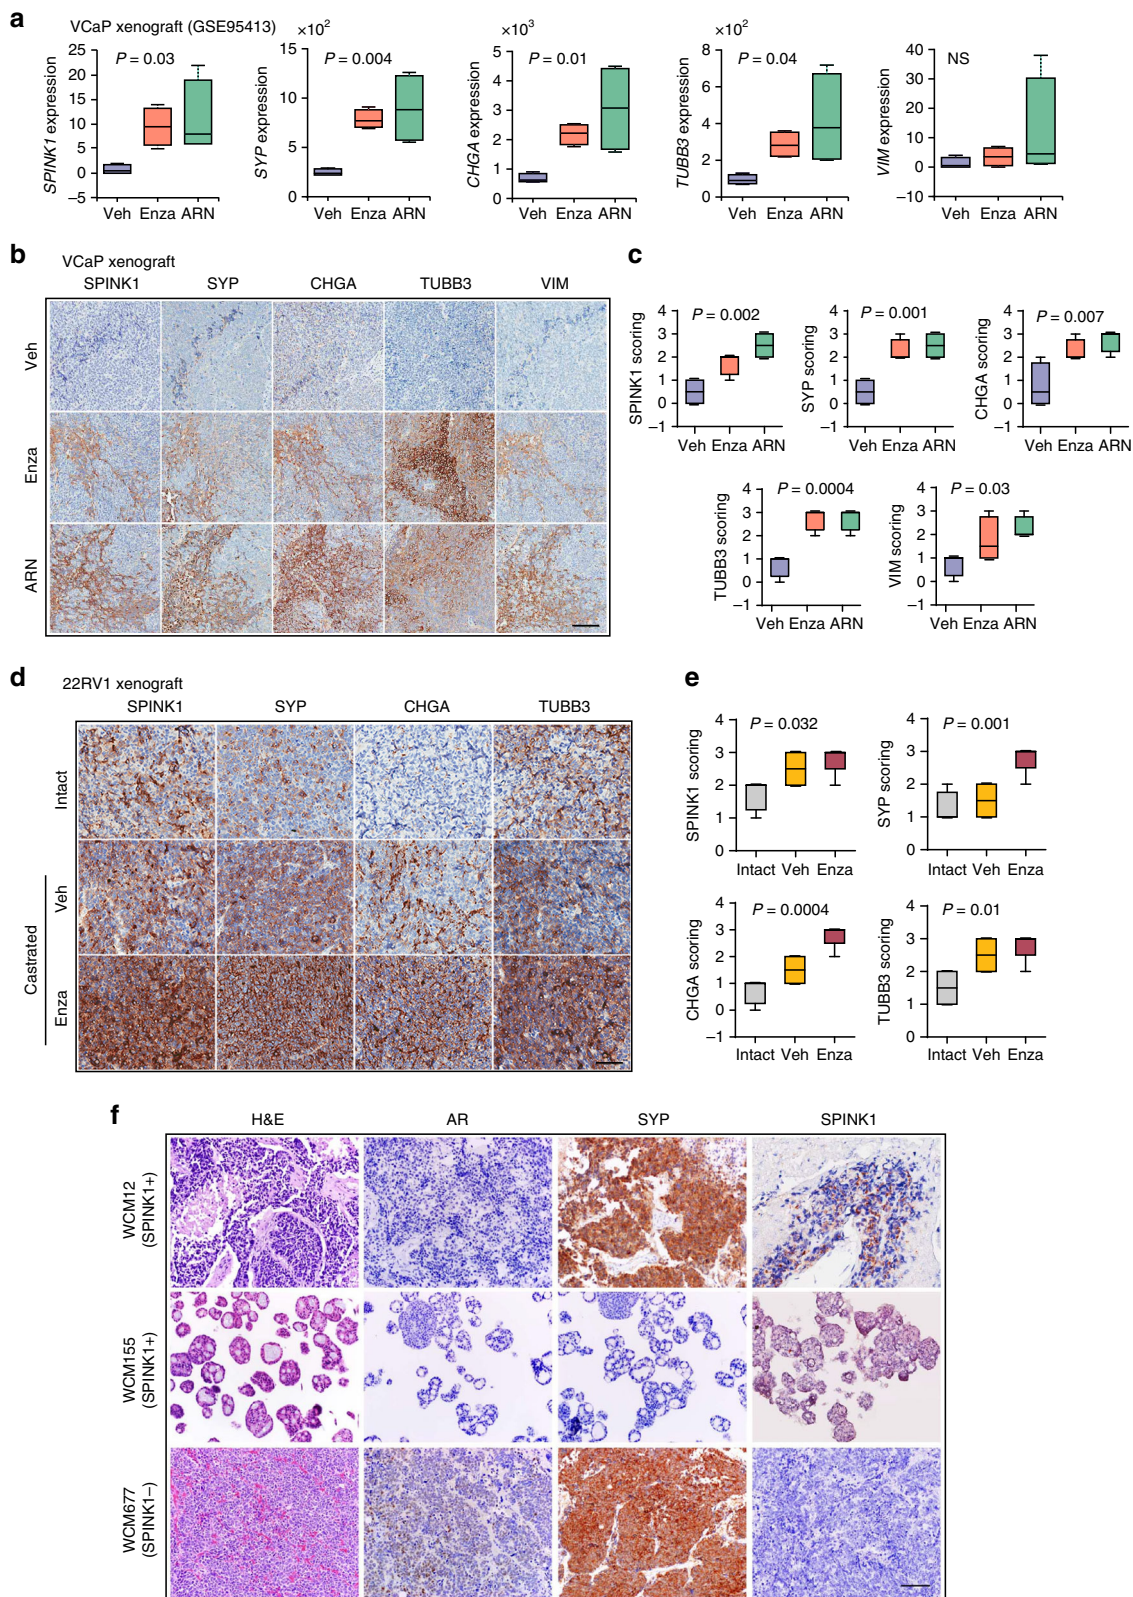 a
VCaP xenograft (GSE95413)
SPINK1 expression
25
20
15
10
5
0
−5
P = 0.03
Veh Enza ARN
×10²
SYP expression
15
10
5
0
P = 0.004
Veh Enza ARN
×10³
CHGA expression
5
4
3
2
1
0
P = 0.01
Veh Enza ARN
×10²
TUBB3 expression
8
6
4
2
0
P = 0.04
Veh Enza ARN
VIM expression
40
30
20
10
0
−10
NS
Veh Enza ARN
b
VCaP xenograft
SPINK1 SYP CHGA TUBB3 VIM
Veh
Enza
ARN
c
SPINK1 scoring
4
3
2
1
0
−1
P = 0.002
Veh Enza ARN
SYP scoring
4
3
2
1
0
−1
P = 0.001
Veh Enza ARN
CHGA scoring
4
3
2
1
0
−1
P = 0.007
Veh Enza ARN
TUBB3 scoring
4
3
2
1
0
−1
P = 0.0004
Veh Enza ARN
VIM scoring
4
3
2
1
0
−1
P = 0.03
Veh Enza ARN
d
22RV1 xenograft
SPINK1 SYP CHGA TUBB3
Intact
Castrated
Veh
Enza
e
SPINK1 scoring
4
3
2
1
0
P = 0.032
Intact Veh Enza
SYP scoring
4
3
2
1
0
P = 0.001
Intact Veh Enza
CHGA scoring
4
3
2
1
0
−1
P = 0.0004
Intact Veh Enza
TUBB3 scoring
4
3
2
1
0
P = 0.01
Intact Veh Enza
f
H&E AR SYP SPINK1
WCM12
(SPINK1+)
WCM155
(SPINK1+)
WCM677
(SPINK1−)